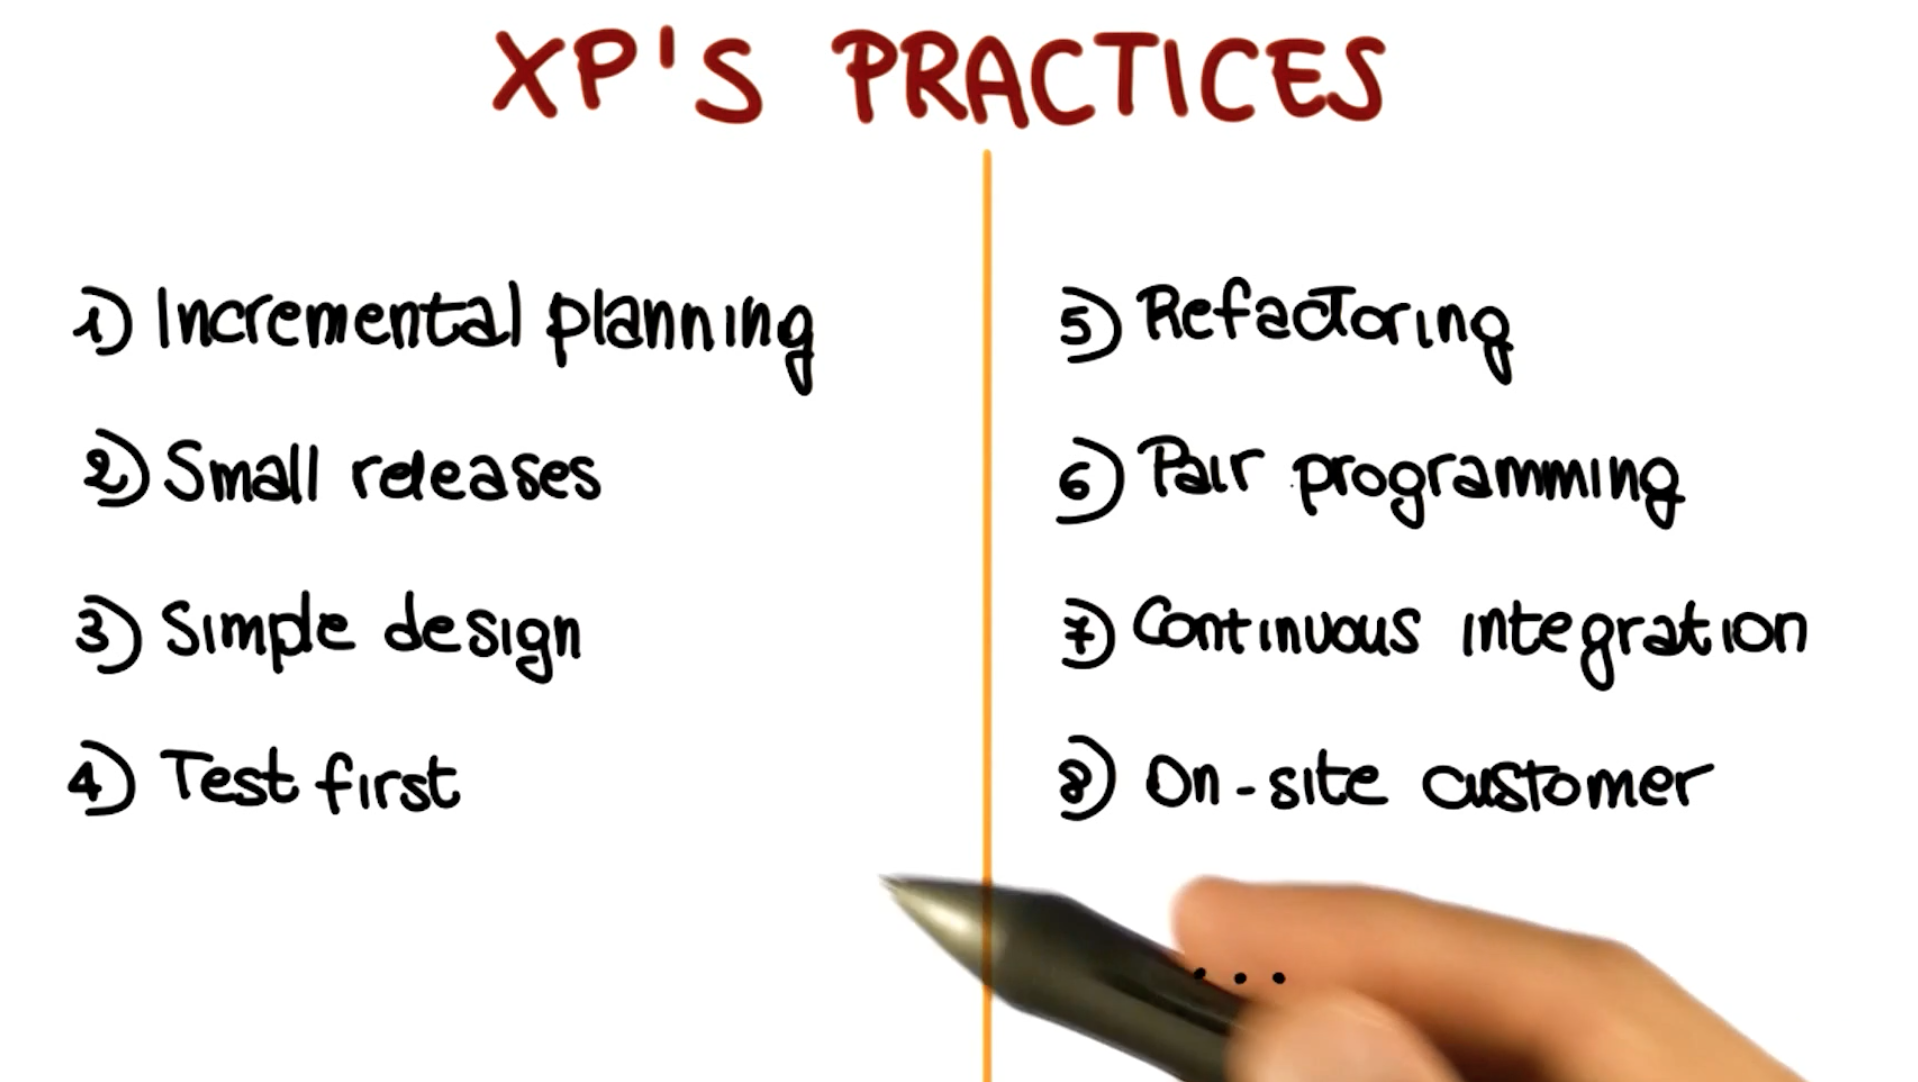 XP'S PRACTICES
1) Incremental planning
2) Small releases
3) Simple design
4) Test first
5) Refactoring
6) Pair programming
7) Continuous integration
8) On-site customer
...